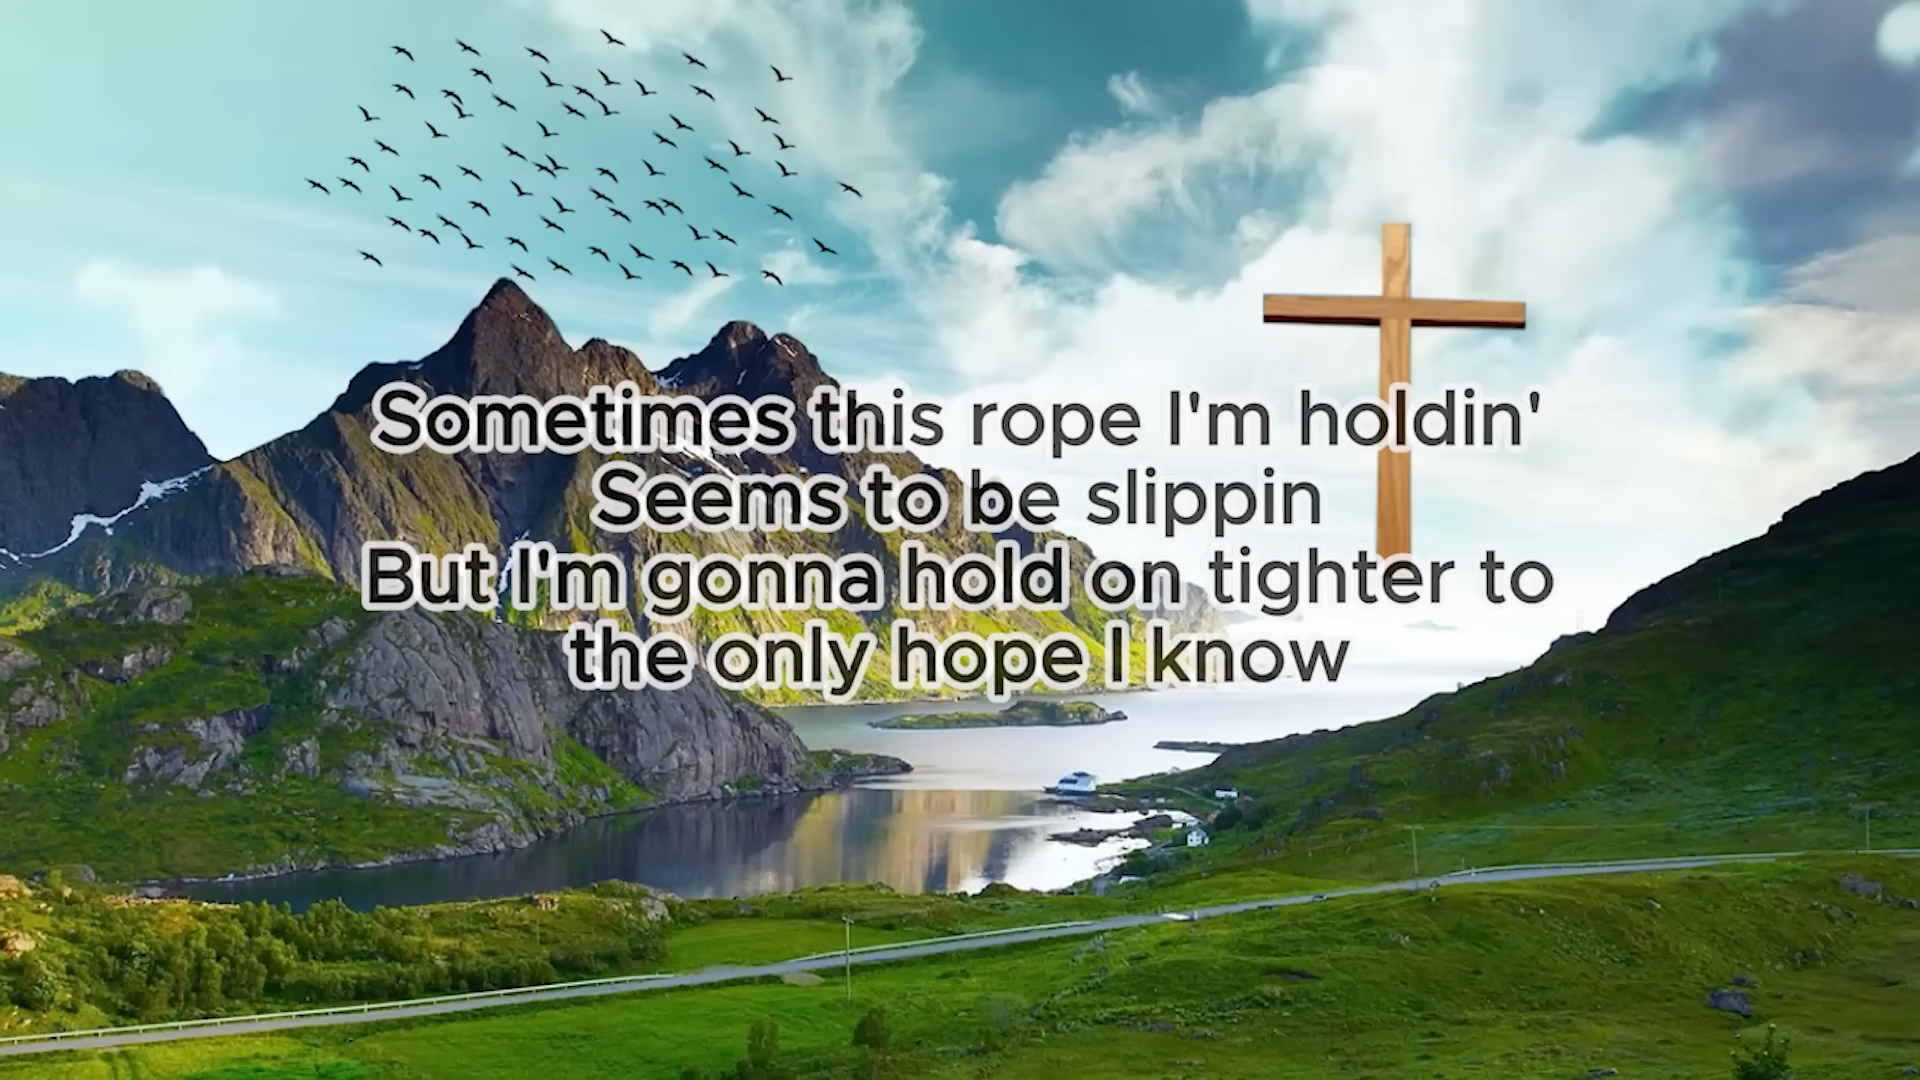 Sometimes this rope I'm holdin'
Seems to be slippin
But I'm gonna hold on tighter to
the only hope I know